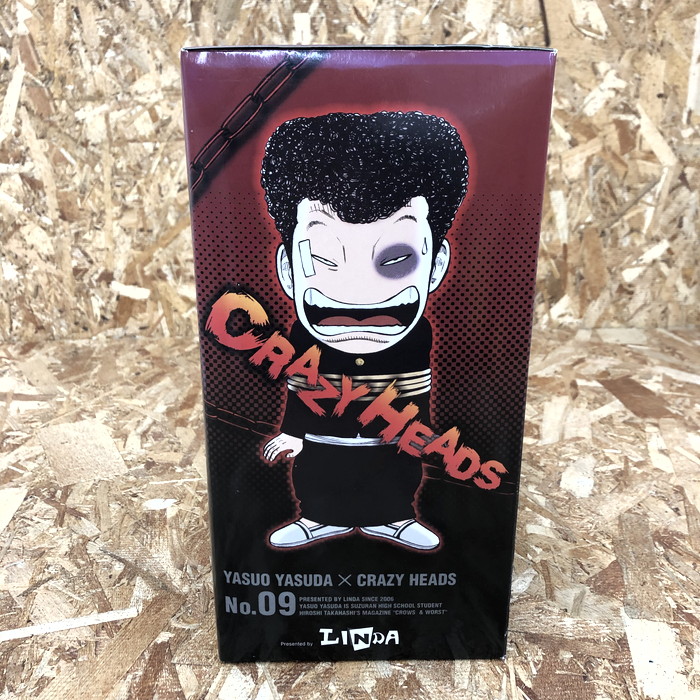 CRAZY HEADS
YASUO YASUDA × CRAZY HEADS
No.09
PRESENTED BY LINDA SINCE 2006
YASUO YASUDA IS SUZURAN HIGH SCHOOL STUDENT
HIROSHI TAKAHASHI'S MAGAZINE "CROWS & WORST"
Presented by LINDA